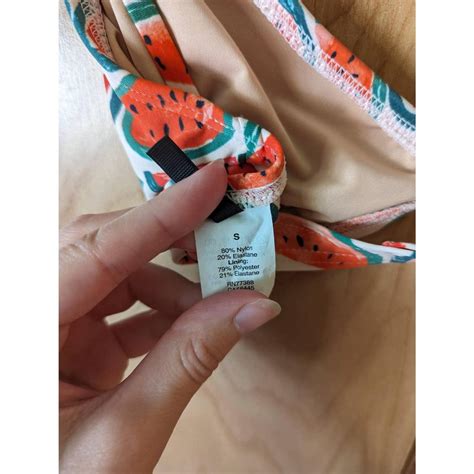 S
80% Nylon
20% Elastane
Lining:
79% Polyester
21% Elastane
RN77388